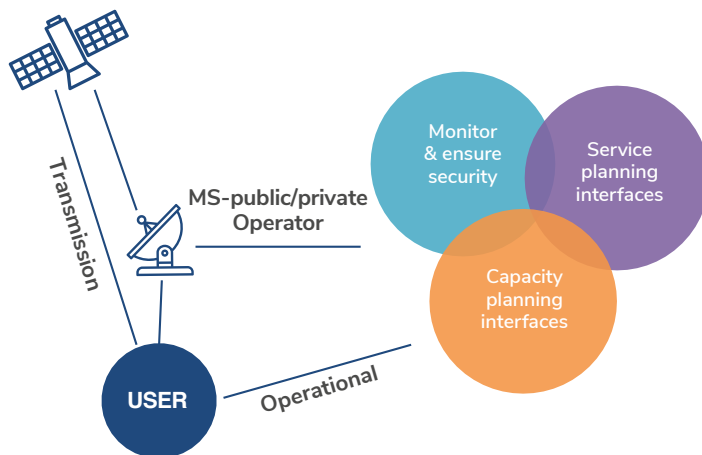 Transmission
MS-public/private
Operator
Monitor
& ensure
security
Service
planning
interfaces
Capacity
planning
interfaces
USER
Operational